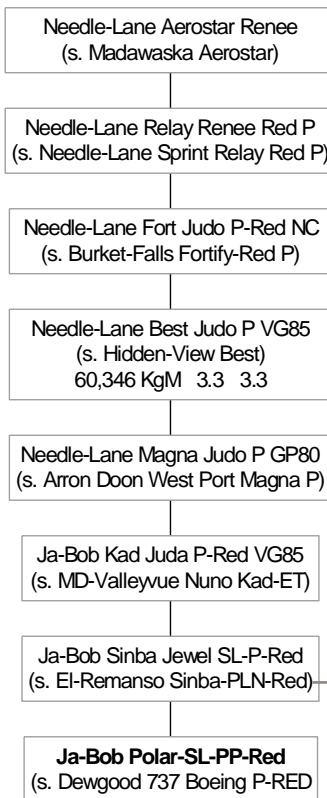 Needle-Lane Aerostar Renee
(s. Madawaska Aerostar)
Needle-Lane Relay Renee Red P
(s. Needle-Lane Sprint Relay Red P)
Needle-Lane Fort Judo P-Red NC
(s. Burket-Falls Fortify-Red P)
Needle-Lane Best Judo P VG85
(s. Hidden-View Best)
60,346 KgM 3.3 3.3
Needle-Lane Magna Judo P GP80
(s. Arron Doon West Port Magna P)
Ja-Bob Kad Juda P-Red VG85
(s. MD-Valleyvue Nuno Kad-ET)
Ja-Bob Sinba Jewel SL-P-Red
(s. El-Remanso Sinba-PLN-Red)
Ja-Bob Polar-SL-PP-Red
(s. Dewgood 737 Boeing P-RED